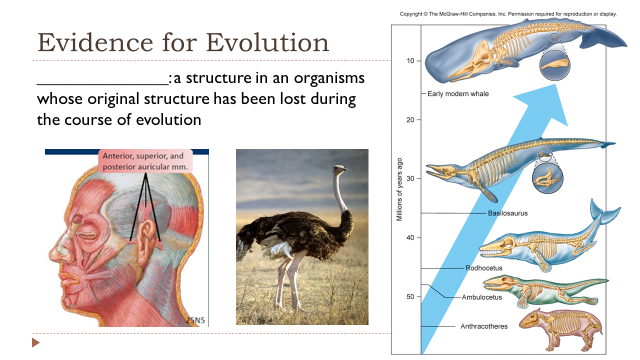 Copyright © The McGraw-Hill Companies, Inc. Permission required for reproduction or display.
Evidence for Evolution
_______________: a structure in an organisms
whose original structure has been lost during
the course of evolution
Anterior, superior, and
posterior auricular mm.
25N5
Millions of years ago
10
Early modern whale
20
30
Basilosaurus
40
Rodhocetus
Ambulocetus
50
Anthracotheres